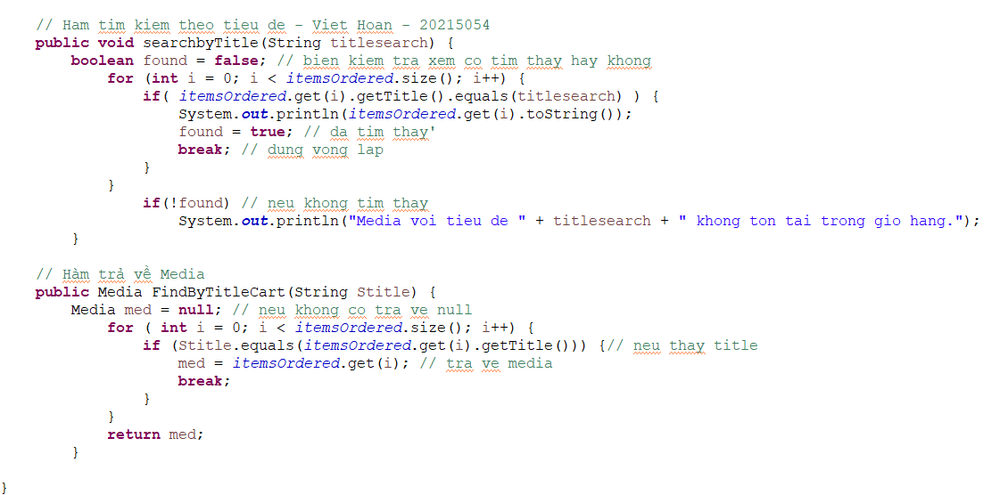 // Ham tim kiem theo tieu de - Viet Hoan - 20215054
public void searchbyTitle(String titlesearch) {
boolean found = false; // bien kiem tra xem co tim thay hay khong
for (int i = 0; i < itemsOrdered.size(); i++) {
if( itemsOrdered.get(i).getTitle().equals(titlesearch) ) {
System.out.println(itemsOrdered.get(i).toString());
found = true; // da tim thay'
break; // dung vong lap
}
}
if(!found) // neu khong tim thay
System.out.println("Media voi tieu de " + titlesearch + " khong ton tai trong gio hang.");
}
// Hàm trả về Media
public Media FindByTitleCart(String Stitle) {
Media med = null; // neu khong co tra ve null
for ( int i = 0; i < itemsOrdered.size(); i++) {
if (Stitle.equals(itemsOrdered.get(i).getTitle())) {// neu thay title
med = itemsOrdered.get(i); // tra ve media
break;
}
}
return med;
}
}